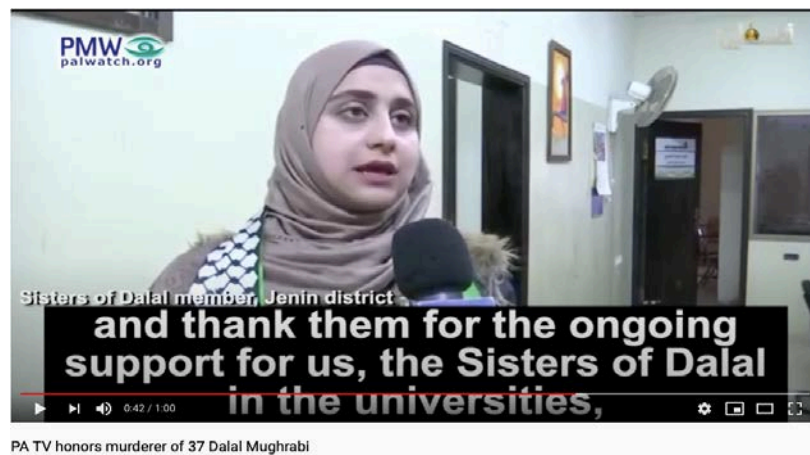 PMW
palwatch.org
Sisters of Dalal member, Jenin district
and thank them for the ongoing
support for us, the Sisters of Dalal
in the universities,
0:42 / 1:00
PA TV honors murderer of 37 Dalal Mughrabi